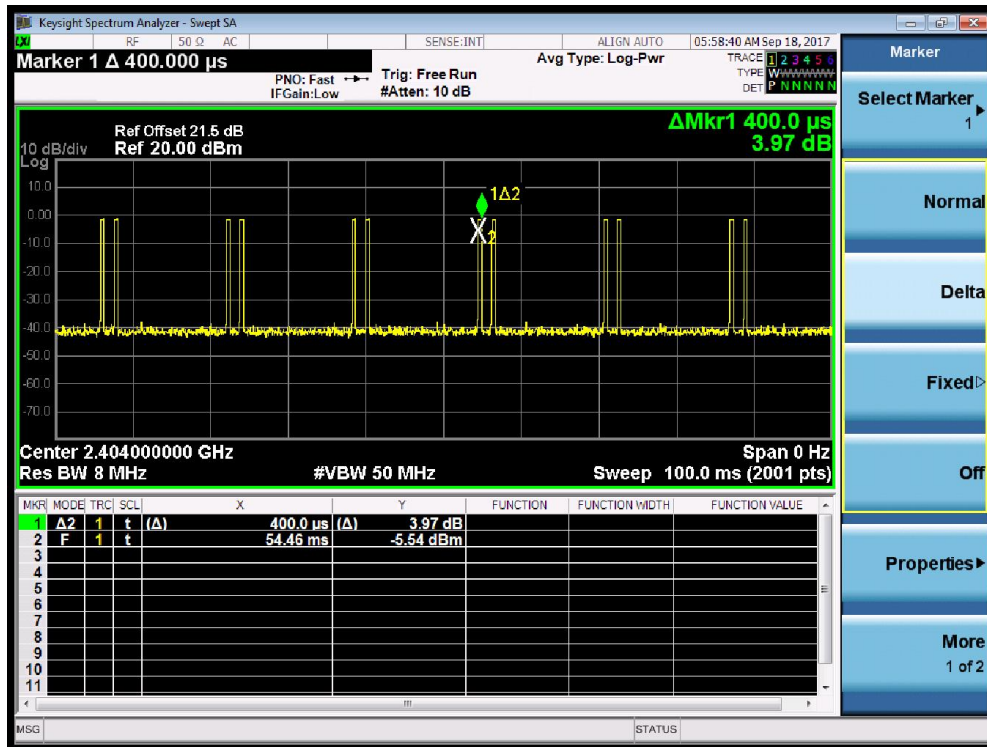 Keysight Spectrum Analyzer - Swept SA
LXI RF 50 Ω AC SENSE:INT ALIGN AUTO 05:58:40 AM Sep 18, 2017
Marker 1 Δ 400.000 µs
PNO: Fast
IFGain:Low
Trig: Free Run
#Atten: 10 dB
Avg Type: Log-Pwr
TRACE 1 2 3 4 5 6
TYPE W
DET P N N N N N
ΔMkr1 400.0 µs
3.97 dB
Ref Offset 21.5 dB
10 dB/div Ref 20.00 dBm
Log
10.0
0.00
-10.0
-20.0
-30.0
-40.0
-50.0
-60.0
-70.0
1Δ2
X2
Center 2.404000000 GHz Span 0 Hz
Res BW 8 MHz #VBW 50 MHz Sweep 100.0 ms (2001 pts)
MKR MODE TRC SCL X Y FUNCTION FUNCTION WIDTH FUNCTION VALUE
1 Δ2 1 t (Δ) 400.0 µs (Δ) 3.97 dB
2 F 1 t 54.46 ms -5.54 dBm
3
4
5
6
7
8
9
10
11
MSG STATUS
Marker
Select Marker
1
Normal
Delta
Fixed
Off
Properties
More
1 of 2